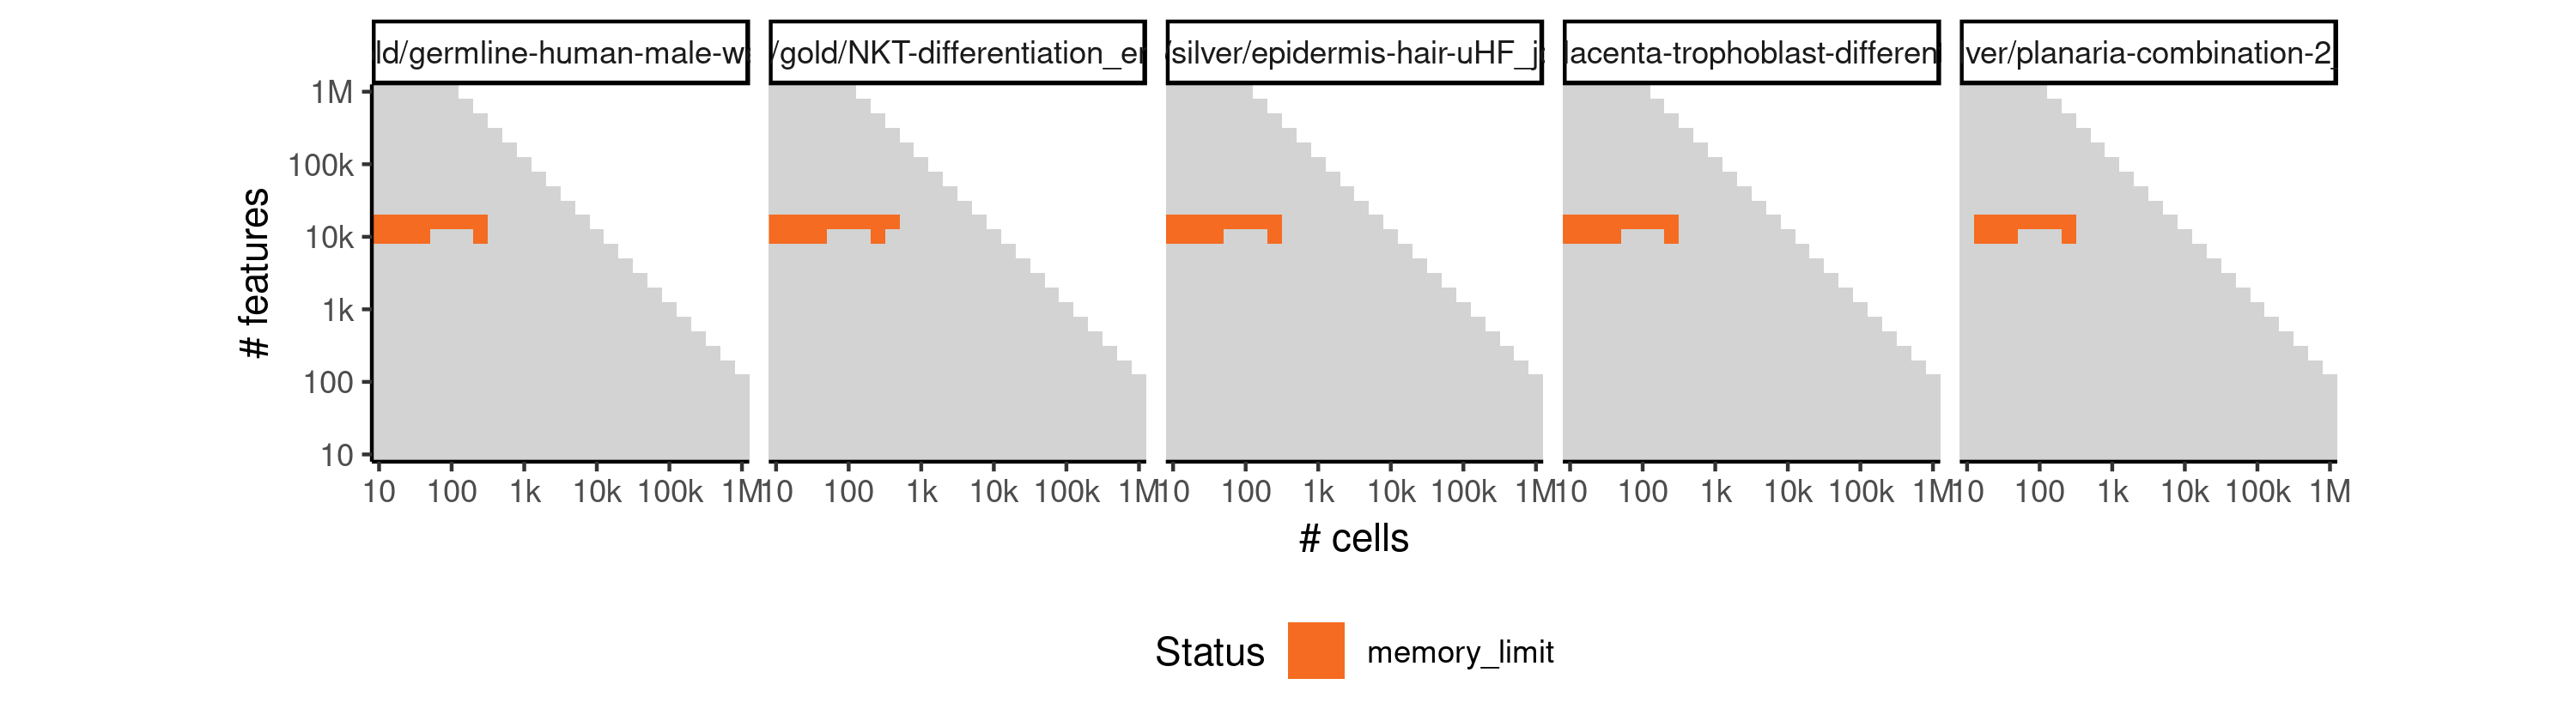 ld/germline-human-male-w
/gold/NKT-differentiation_e
/silver/epidermis-hair-uHF_j
lacenta-trophoblast-differen
ver/planaria-combination-2
1M
100k
10k
1k
100
10
# features
10 100 1k 10k 100k 1M
10 100 1k 10k 100k 1M
10 100 1k 10k 100k 1M
10 100 1k 10k 100k 1M
10 100 1k 10k 100k 1M
# cells
Status memory_limit